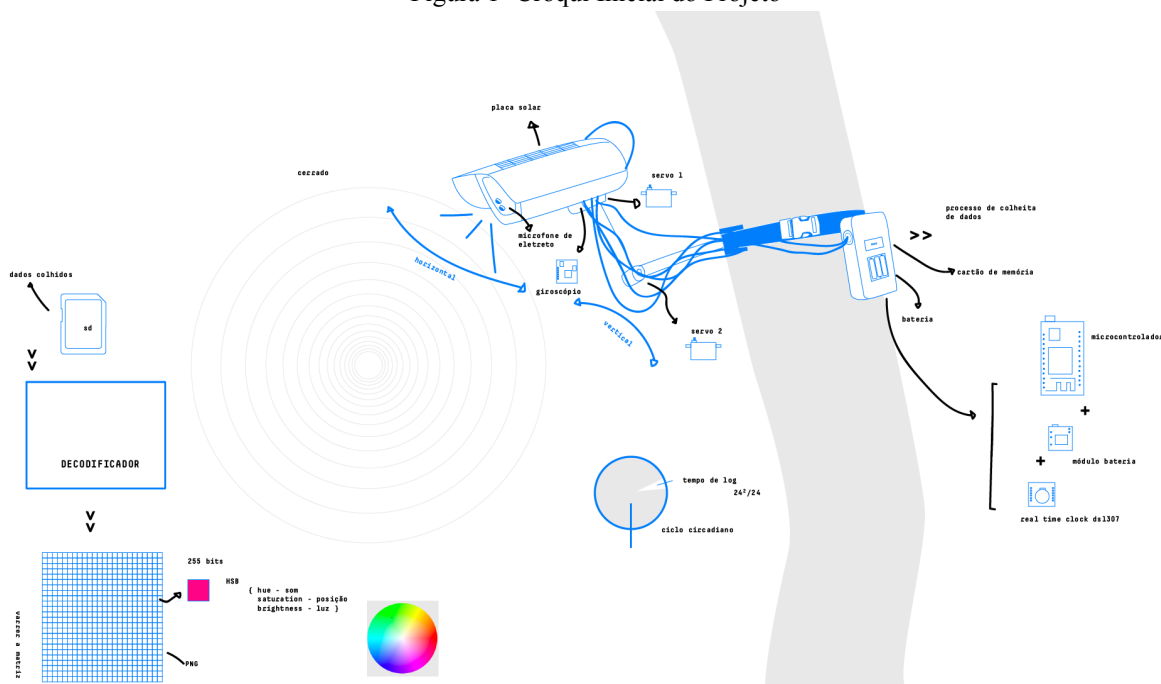 Figura 1- Croqui Inicial do Projeto
placa solar
cerrado
servo 1
processo de colheita
de dados
>>
microfone de
eletreto
horizontal
dados colhidos
cartão de memória
giroscópio
sd
bateria
vertical
servo 2
microcontrolador
>>
+
DECODIFICADOR
+
módulo bateria
tempo de log
24²/24
>>
real time clock ds1307
ciclo circadiano
255 bits
HSB
{ hue - som
saturation - posição
brightness - luz }
varrer a matriz
PNG